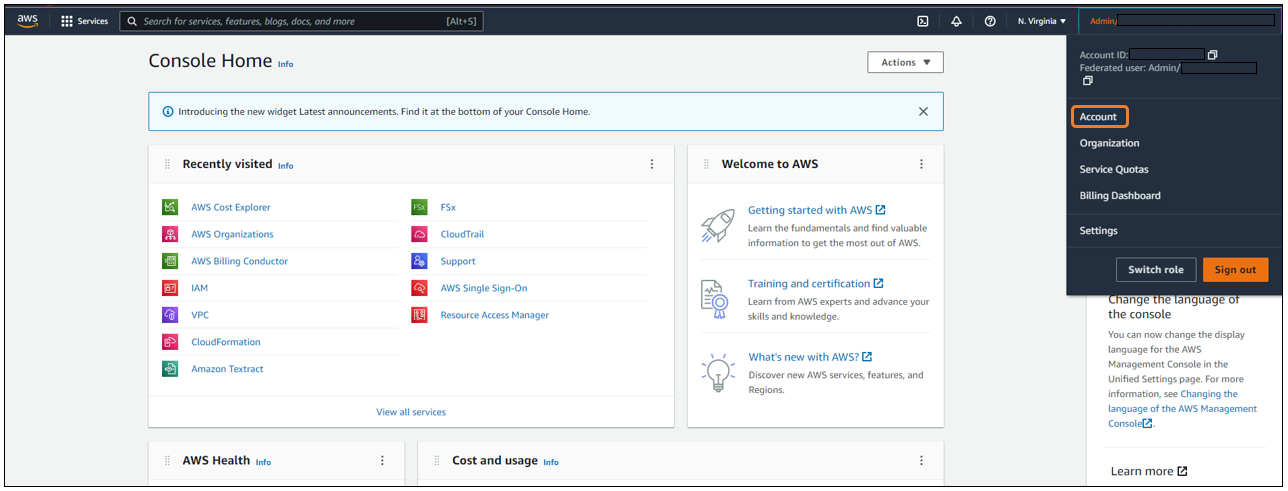 aws
Services
Search for services, features, blogs, docs, and more
[Alt+S]
N. Virginia
Admin/
Account ID:
Federated user: Admin/
Account
Organization
Service Quotas
Billing Dashboard
Settings
Switch role
Sign out
Console Home Info
Actions
Introducing the new widget Latest announcements. Find it at the bottom of your Console Home.
Recently visited Info
AWS Cost Explorer
AWS Organizations
AWS Billing Conductor
IAM
VPC
CloudFormation
Amazon Textract
FSx
FSx
CloudTrail
Support
AWS Single Sign-On
Resource Access Manager
View all services
Welcome to AWS
Getting started with AWS
Learn the fundamentals and find valuable
information to get the most out of AWS.
Training and certification
Learn from AWS experts and advance your
skills and knowledge.
What's new with AWS?
Discover new AWS services, features, and
Regions.
Change the language of
the console
You can now change the display
language for the AWS
Management Console in the
Unified Settings page. For more
information, see Changing the
language of the AWS Management
Console.
Learn more
AWS Health Info
Cost and usage Info